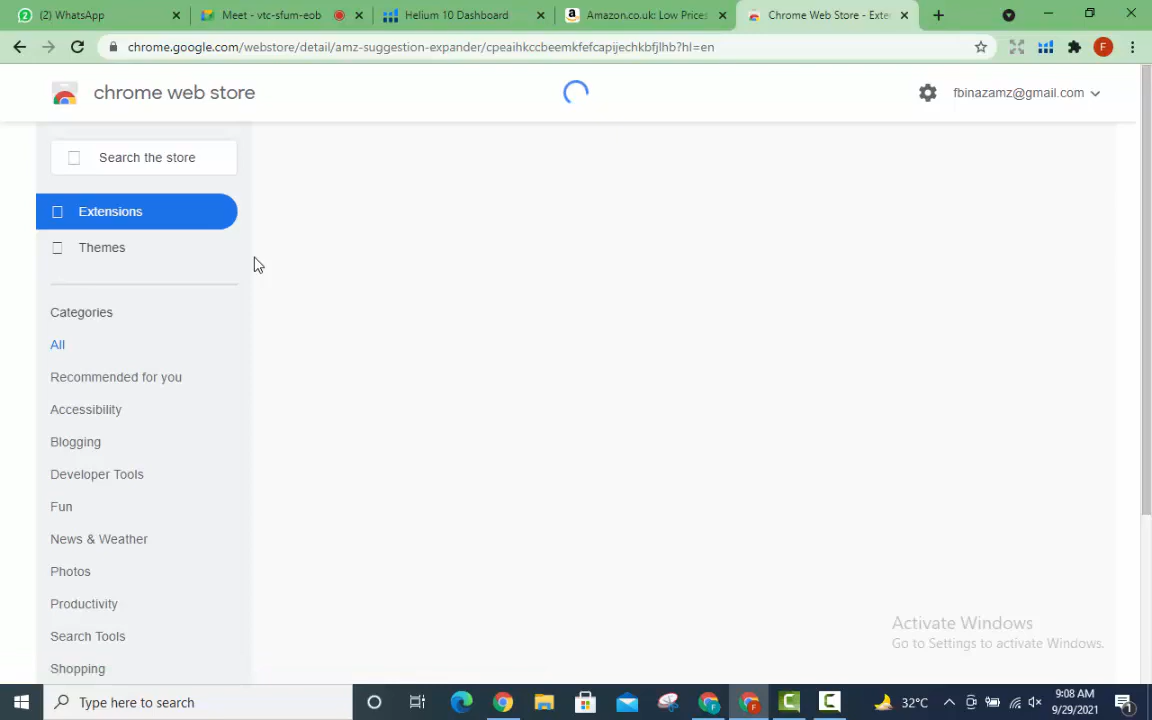 (2) WhatsApp
Meet - vtc-sfum-eob
Helium 10 Dashboard
Amazon.co.uk: Low Prices
Chrome Web Store - Exte
chrome.google.com/webstore/detail/amz-suggestion-expander/cpeaihkccbeemkfefcapijechkbfjlhb?hl=en
F
chrome web store
fbinazamz@gmail.com
Search the store
Extensions
Themes
Categories
All
Recommended for you
Accessibility
Blogging
Developer Tools
Fun
News & Weather
Photos
Productivity
Search Tools
Shopping
Activate Windows
Go to Settings to activate Windows.
Type here to search
32°C
9:08 AM
9/29/2021